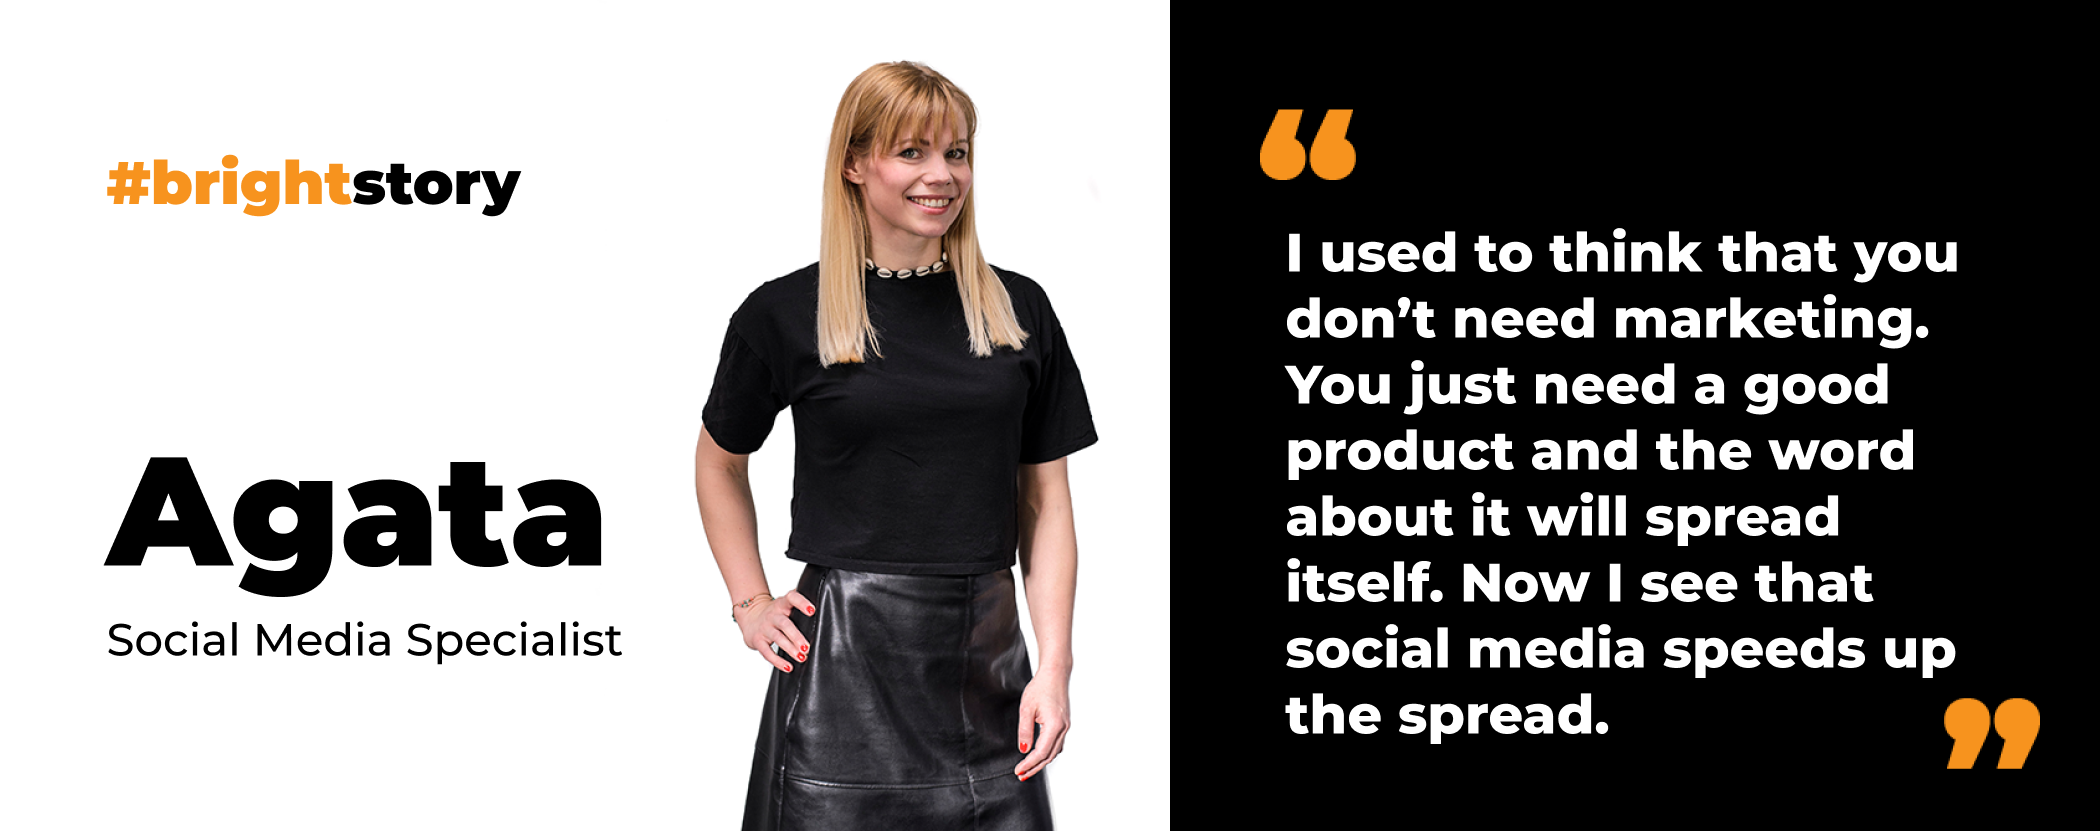 #brightstory
Agata
Social Media Specialist
“
I used to think that you
don’t need marketing.
You just need a good
product and the word
about it will spread
itself. Now I see that
social media speeds up
the spread.
”